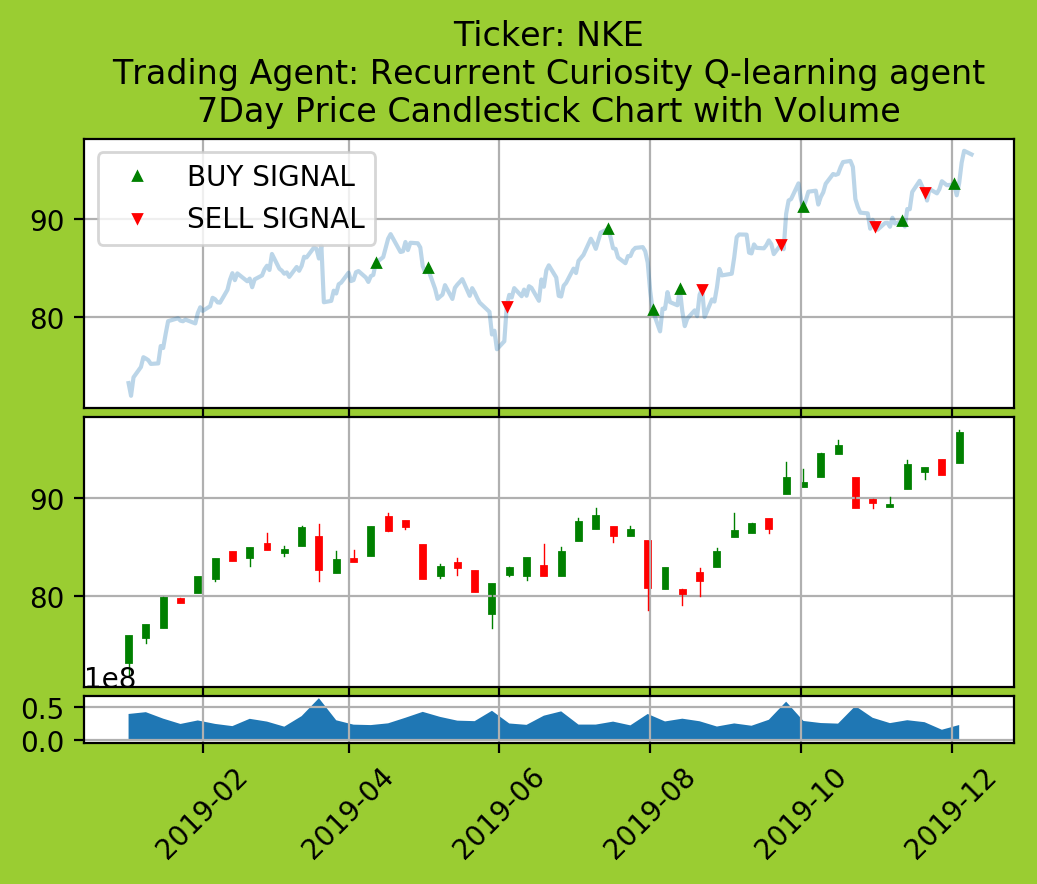 Ticker: NKE
Trading Agent: Recurrent Curiosity Q-learning agent
7Day Price Candlestick Chart with Volume
BUY SIGNAL
SELL SIGNAL
90
80
90
80
1e8
0.5
0.0
2019-02
2019-04
2019-06
2019-08
2019-10
2019-12